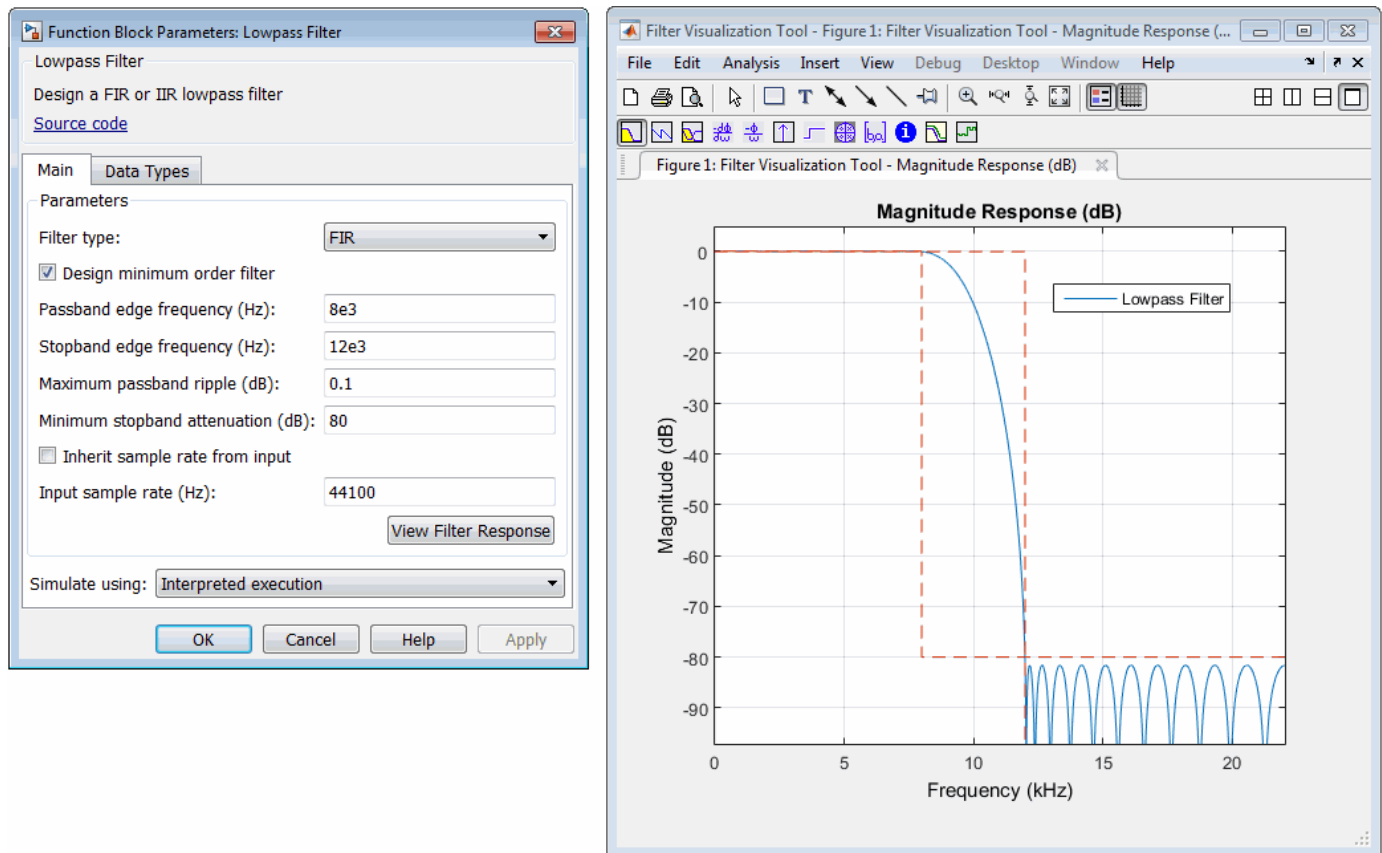 Function Block Parameters: Lowpass Filter
Lowpass Filter
Design a FIR or IIR lowpass filter
Source code
Main Data Types
Parameters
Filter type: FIR
Design minimum order filter
Passband edge frequency (Hz): 8e3
Stopband edge frequency (Hz): 12e3
Maximum passband ripple (dB): 0.1
Minimum stopband attenuation (dB): 80
Inherit sample rate from input
Input sample rate (Hz): 44100
View Filter Response
Simulate using: Interpreted execution
OK Cancel Help Apply
Filter Visualization Tool - Figure 1: Filter Visualization Tool - Magnitude Response (...
File Edit Analysis Insert View Debug Desktop Window Help
T
[b,a]
Figure 1: Filter Visualization Tool - Magnitude Response (dB)
Magnitude Response (dB)
0
-10
-20
-30
-40
-50
-60
-70
-80
-90
Magnitude (dB)
Lowpass Filter
0 5 10 15 20
Frequency (kHz)